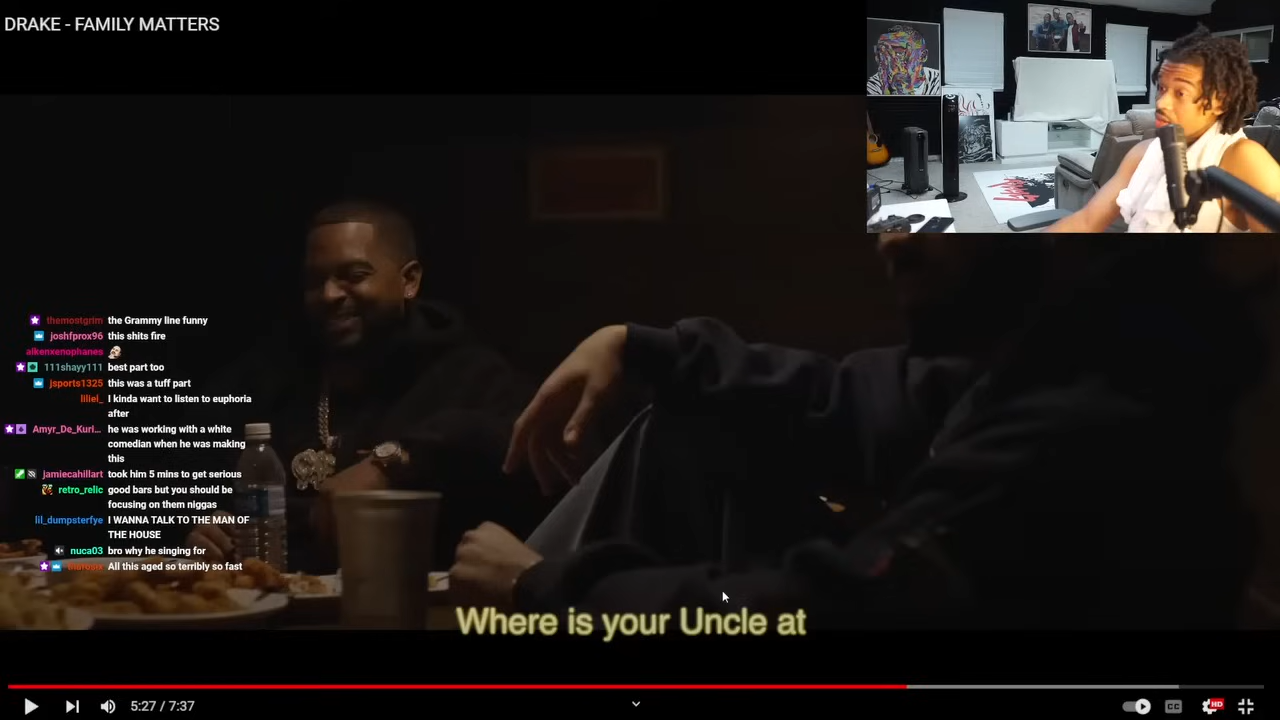 DRAKE - FAMILY MATTERS
themostgrim the Grammy line funny
joshfprox96 this shits fire
alkenxenophanes
111shayy111 best part too
jsports1325 this was a tuff part
liliel_ I kinda want to listen to euphoria
after
Amyr_De_Kuri... he was working with a white
comedian when he was making
this
jamiecahillart took him 5 mins to get serious
retro_relic good bars but you should be
focusing on them niggas
lil_dumpsterfye I WANNA TALK TO THE MAN OF
THE HOUSE
nuca03 bro why he singing for
All this aged so terribly so fast
Where is your Uncle at
5:27 / 7:37
CC
HD